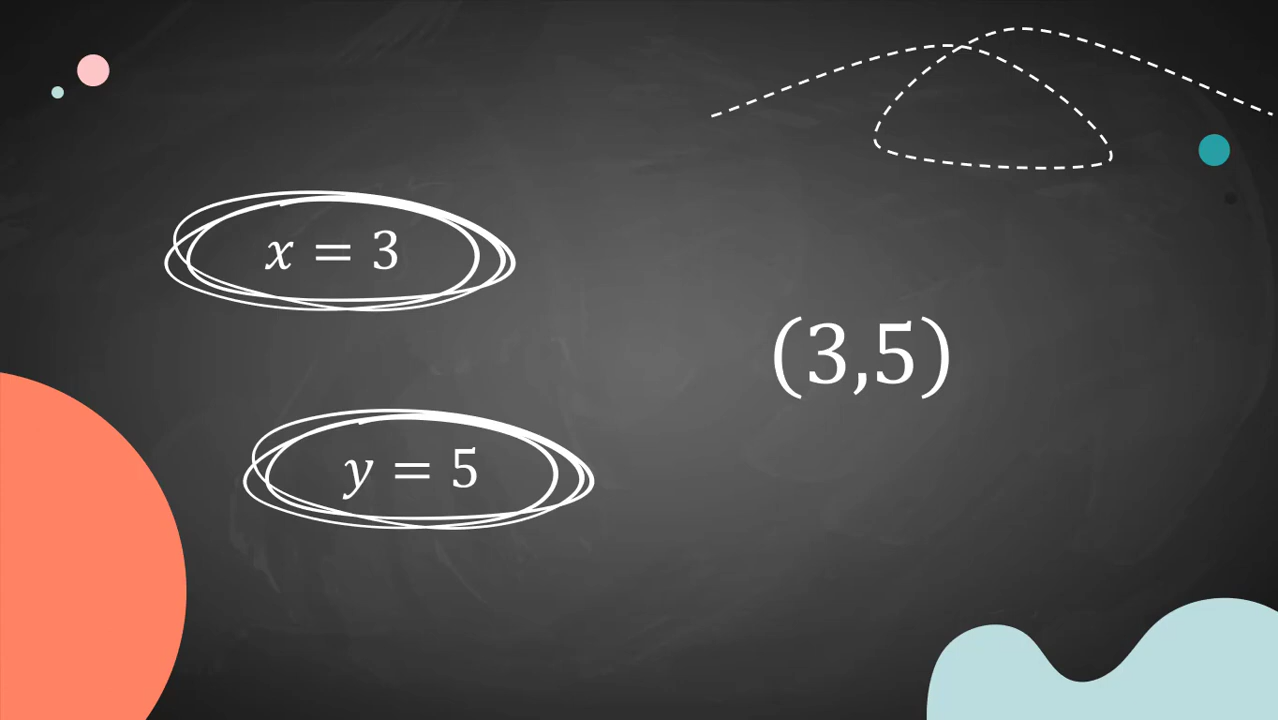 x = 3
(3,5)
y = 5